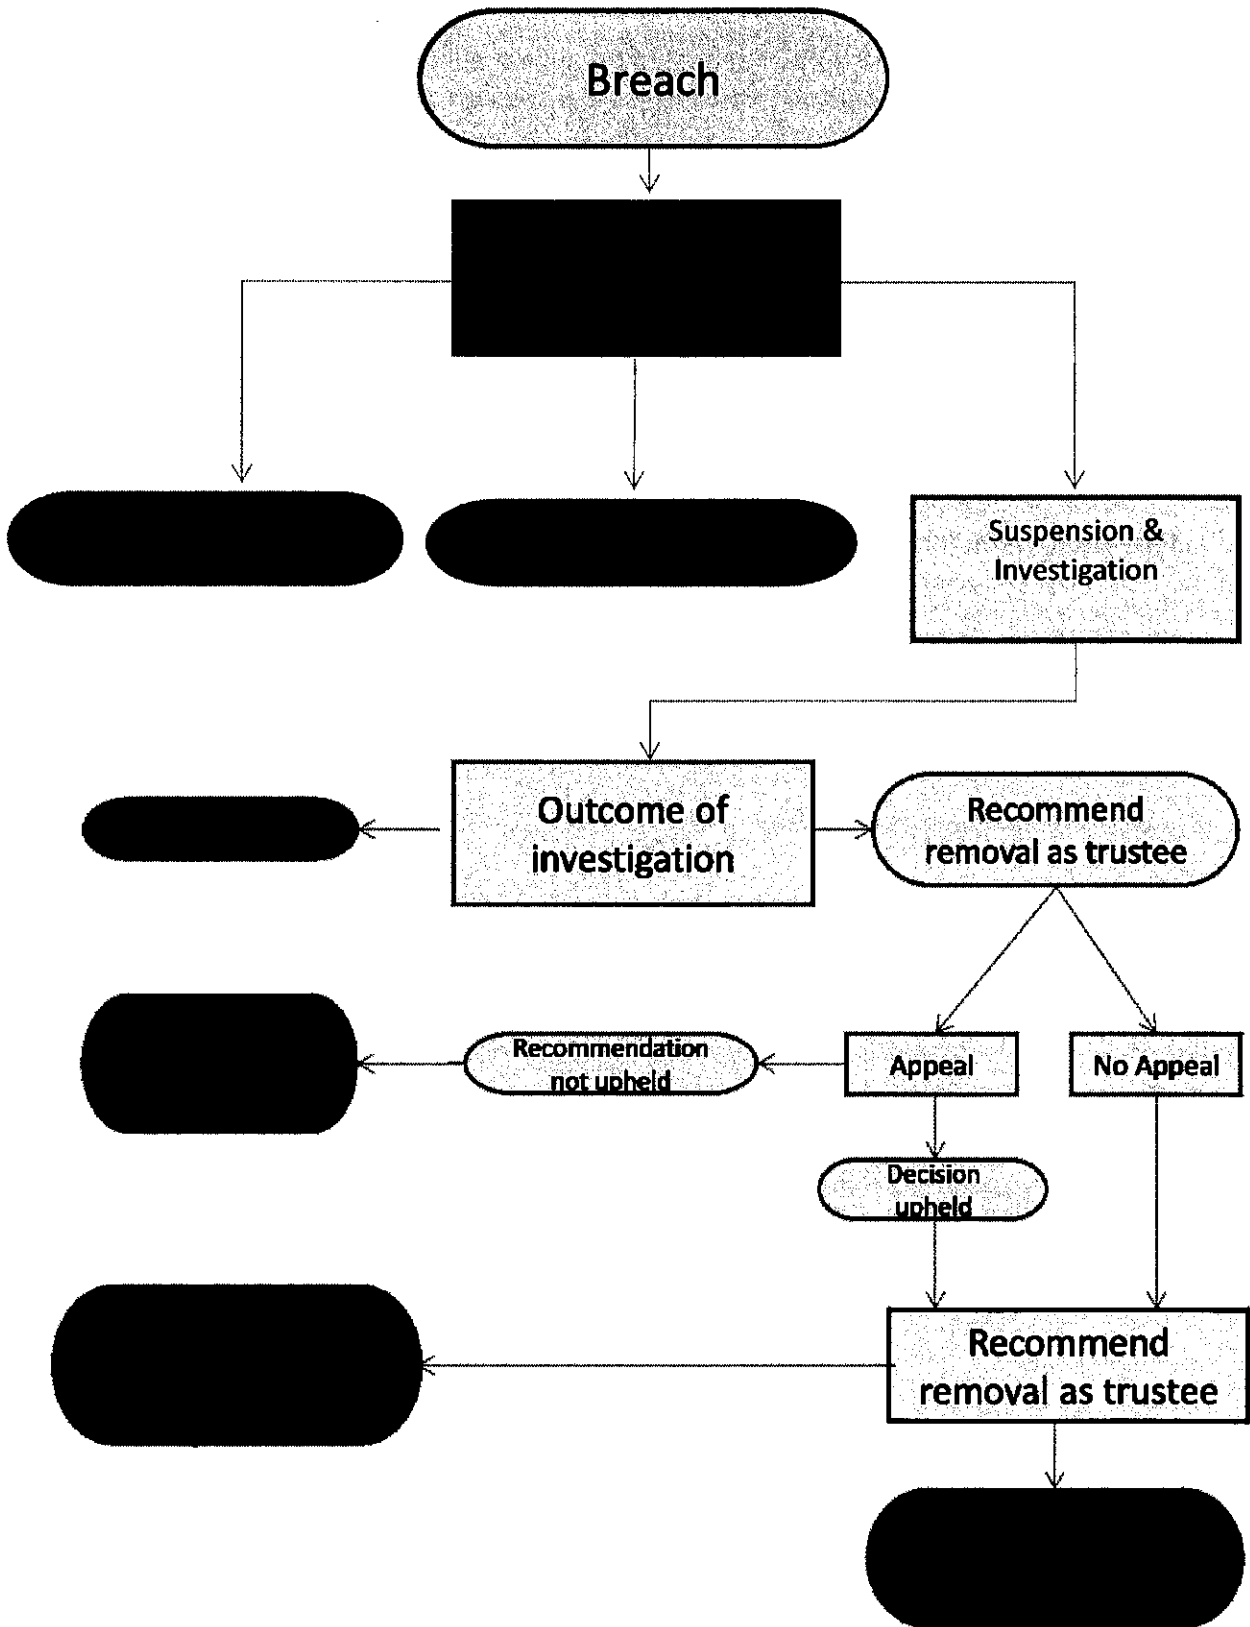 Breach
Suspension &
Investigation
Outcome of
investigation
Recommend
removal as trustee
Recommendation
not upheld
Appeal
No Appeal
Decision
upheld
Recommend
removal as trustee